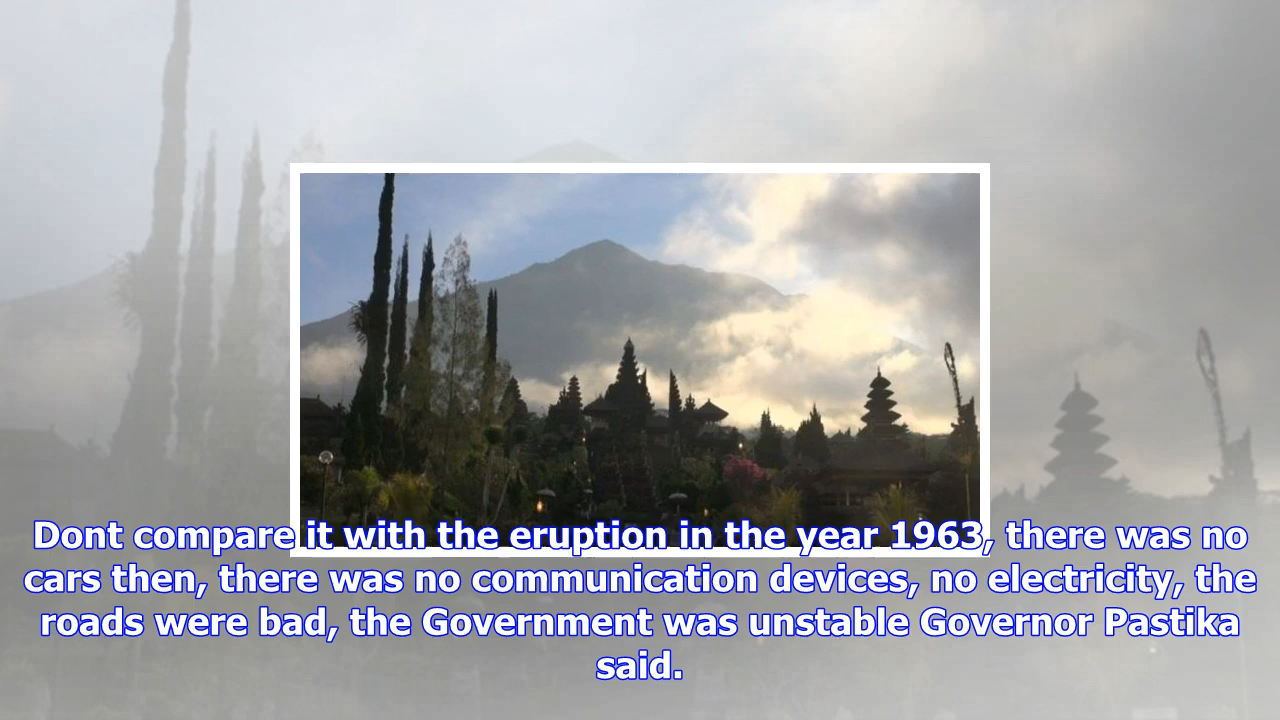 Dont compare it with the eruption in the year 1963, there was no
cars then, there was no communication devices, no electricity, the
roads were bad, the Government was unstable Governor Pastika
said.